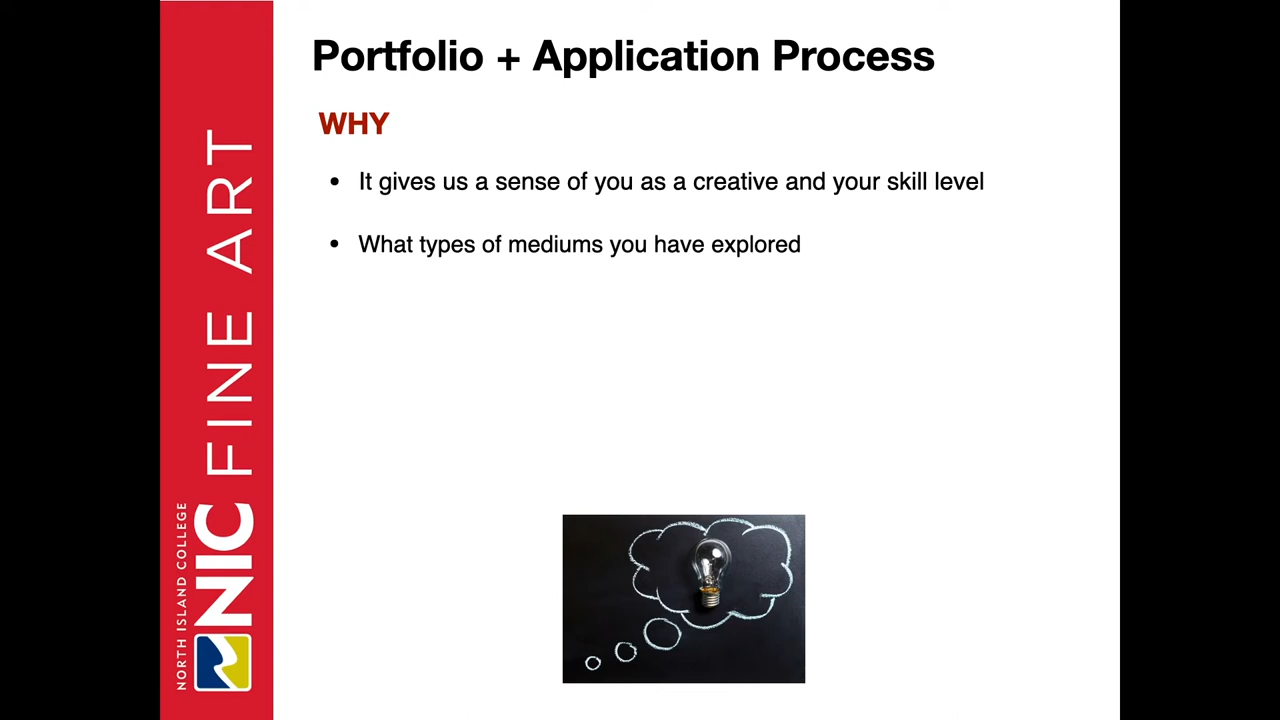 Portfolio + Application Process
WHY
• It gives us a sense of you as a creative and your skill level
• What types of mediums you have explored
NORTH ISLAND COLLEGE
NIC FINE ART